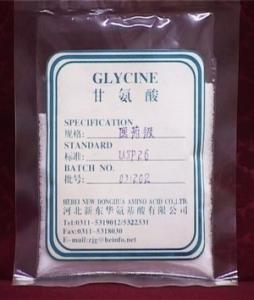 GLYCINE
甘氨酸
SPECIFICATION
规格: 医药级
STANDARD
标准: USP26
BATCH NO.
批号: 031202
HEBEI NEW DONGHUA AMINO ACID CO.,LTD.
河北新东华氨基酸有限公司
Tel:0311-5319012/5322331
Fax:0311-5318030
E-mail:zjg@heinfo.net